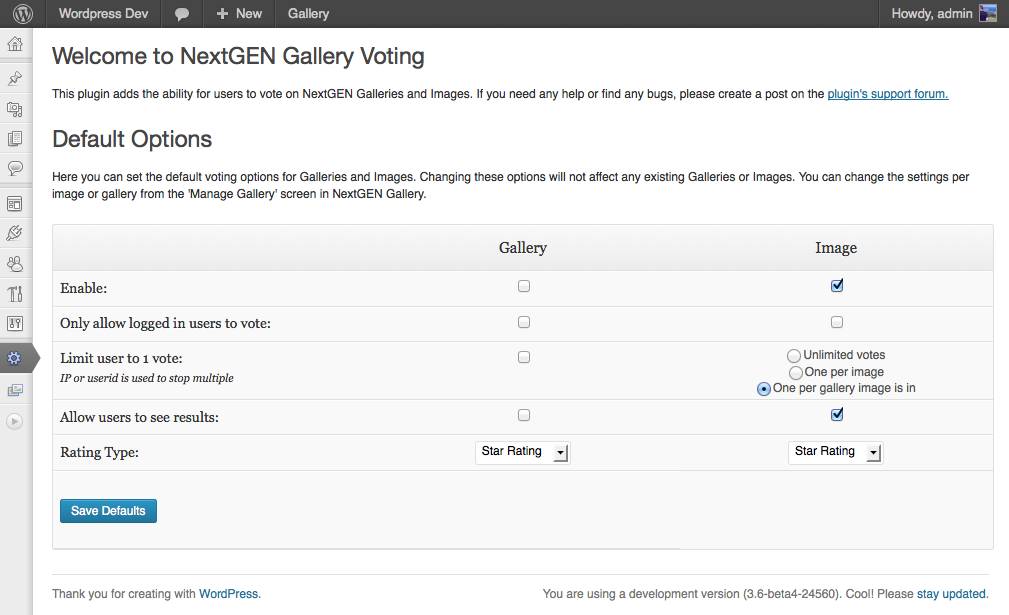 Wordpress Dev
New
Gallery
Howdy, admin
Welcome to NextGEN Gallery Voting
This plugin adds the ability for users to vote on NextGEN Galleries and Images. If you need any help or find any bugs, please create a post on the plugin's support forum.
Default Options
Here you can set the default voting options for Galleries and Images. Changing these options will not affect any existing Galleries or Images. You can change the settings per
image or gallery from the 'Manage Gallery' screen in NextGEN Gallery.
Gallery Image
Enable:
Only allow logged in users to vote:
Limit user to 1 vote:
IP or userid is used to stop multiple
Unlimited votes
One per image
One per gallery image is in
Allow users to see results:
Rating Type: Star Rating Star Rating
Save Defaults
Thank you for creating with WordPress. You are using a development version (3.6-beta4-24560). Cool! Please stay updated.